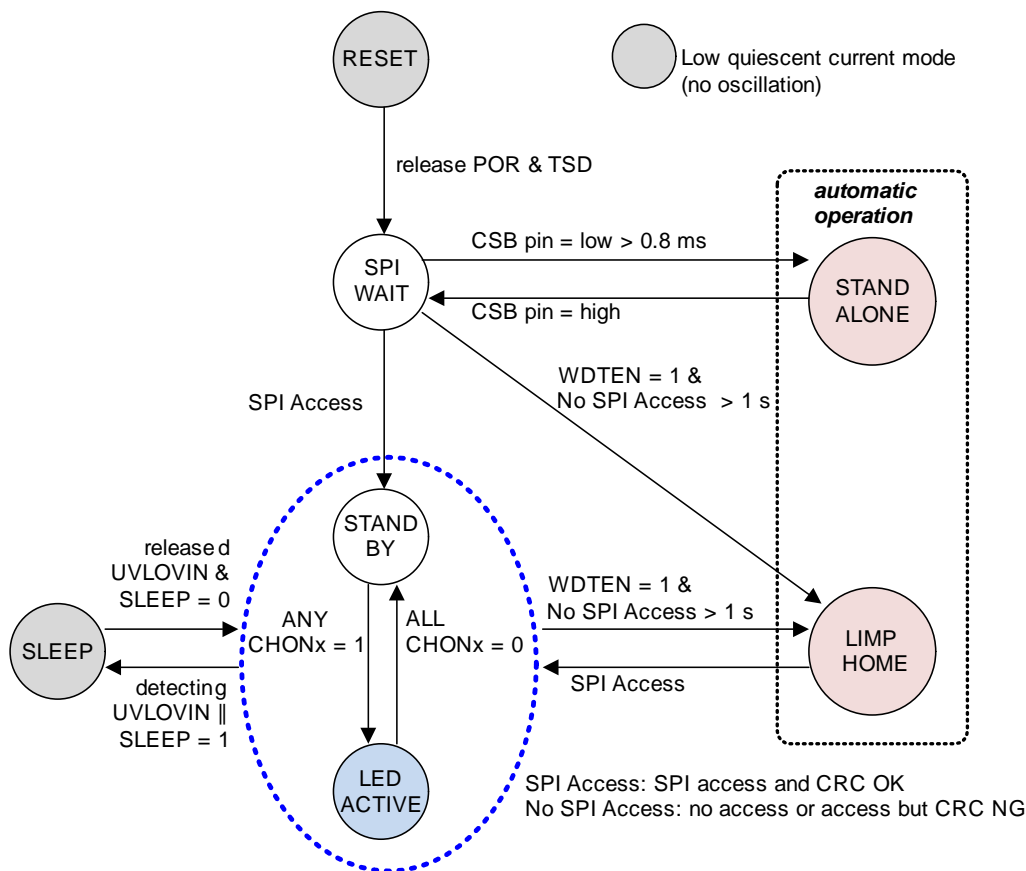 RESET
Low quiescent current mode
(no oscillation)
release POR & TSD
automatic
operation
CSB pin = low > 0.8 ms
SPI
WAIT
STAND
ALONE
CSB pin = high
WDTEN = 1 &
No SPI Access > 1 s
SPI Access
STAND
BY
released
UVLOVIN &
SLEEP = 0
ANY
CHONx = 1
ALL
CHONx = 0
WDTEN = 1 &
No SPI Access > 1 s
SLEEP
LIMP
HOME
SPI Access
detecting
UVLOVIN ||
SLEEP = 1
LED
ACTIVE
SPI Access: SPI access and CRC OK
No SPI Access: no access or access but CRC NG